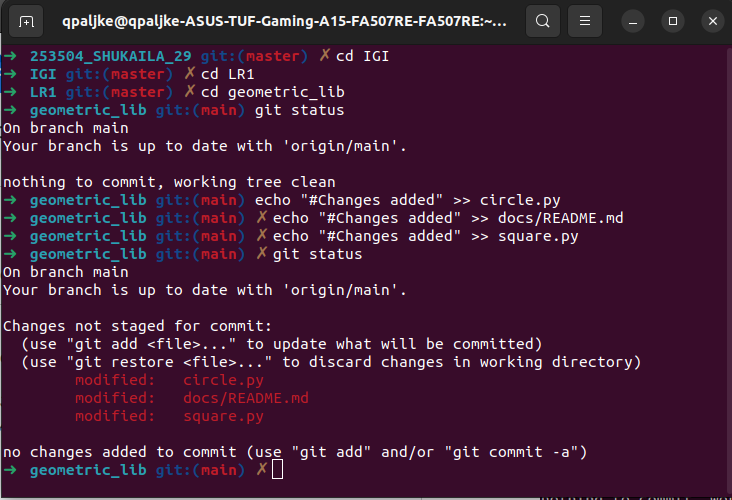 qpaljke@qpaljke-ASUS-TUF-Gaming-A15-FA507RE-FA507RE:~...
➜ 253504_SHUKAILA_29 git:(master) ✗ cd IGI
➜ IGI git:(master) ✗ cd LR1
➜ LR1 git:(master) ✗ cd geometric_lib
➜ geometric_lib git:(main) git status
On branch main
Your branch is up to date with 'origin/main'.

nothing to commit, working tree clean
➜ geometric_lib git:(main) echo "#Changes added" >> circle.py
➜ geometric_lib git:(main) ✗ echo "#Changes added" >> docs/README.md
➜ geometric_lib git:(main) ✗ echo "#Changes added" >> square.py
➜ geometric_lib git:(main) ✗ git status
On branch main
Your branch is up to date with 'origin/main'.

Changes not staged for commit:
  (use "git add <file>..." to update what will be committed)
  (use "git restore <file>..." to discard changes in working directory)
        modified:   circle.py
        modified:   docs/README.md
        modified:   square.py

no changes added to commit (use "git add" and/or "git commit -a")
➜ geometric_lib git:(main) ✗